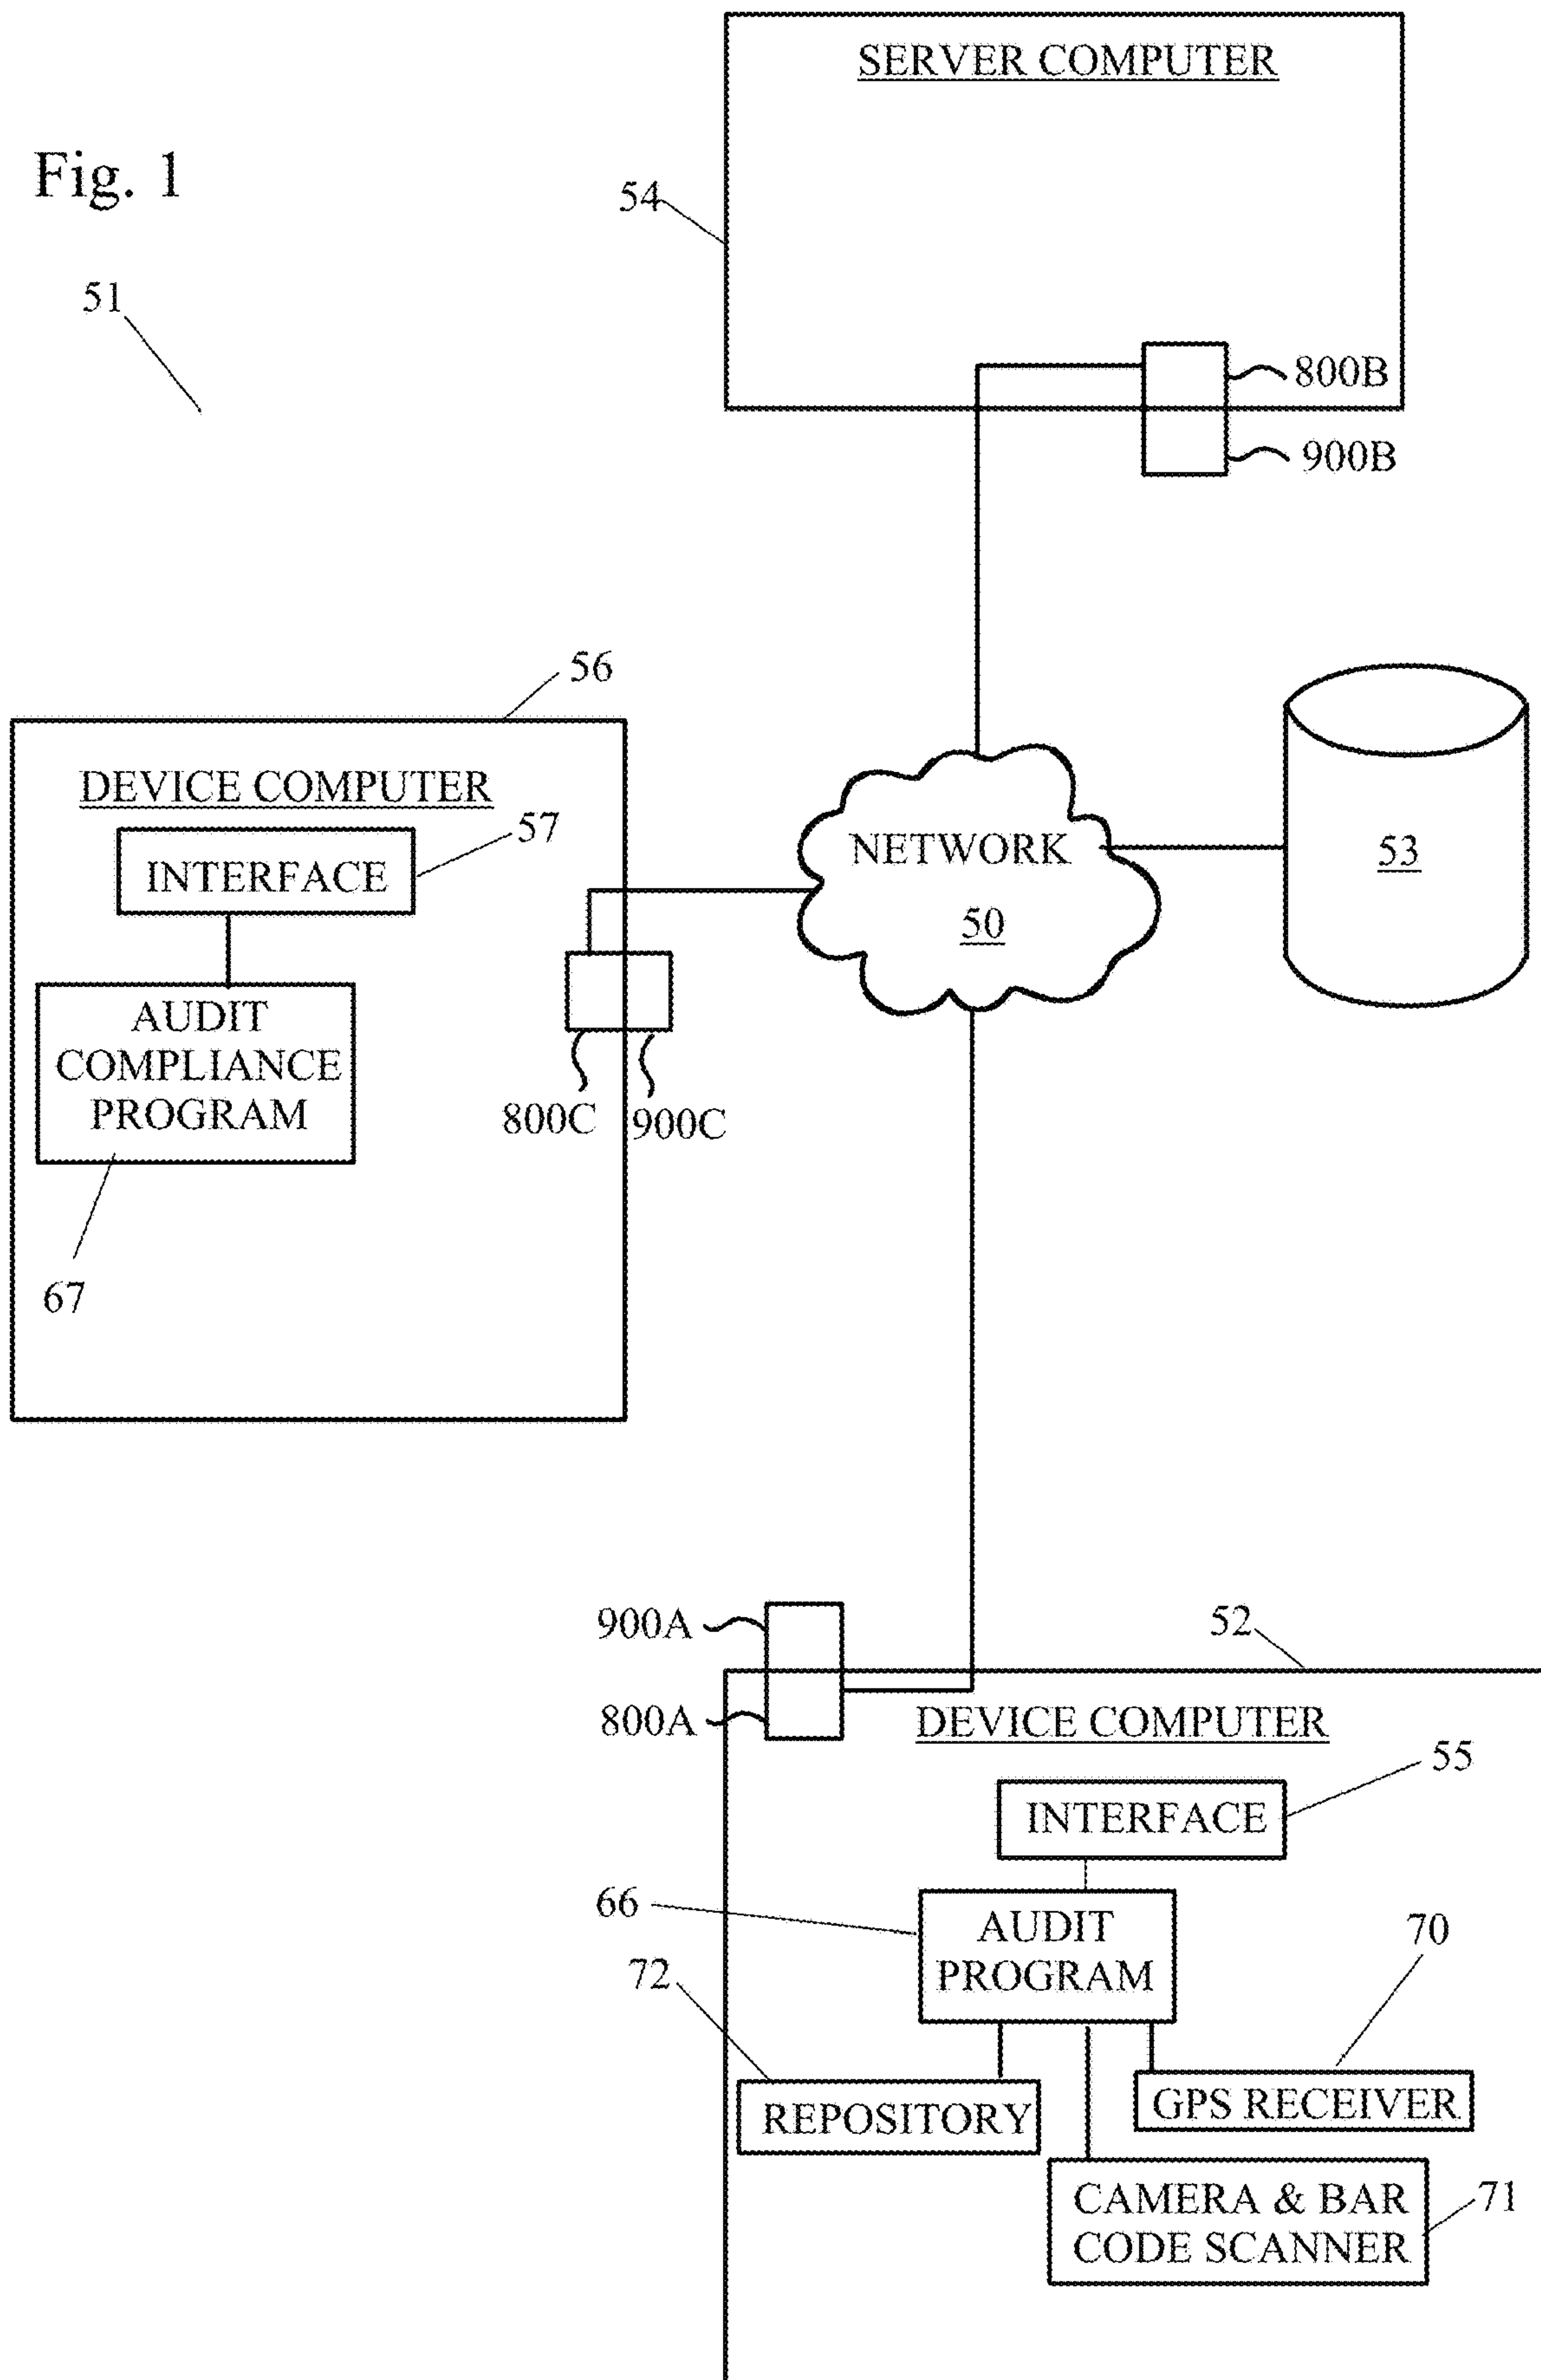 SERVER COMPUTER
Fig. 1
54
51
800B
900B
56
DEVICE COMPUTER
57
INTERFACE
NETWORK
53
50
AUDIT
COMPLIANCE
PROGRAM
800C
900C
67
900A
52
800A
DEVICE COMPUTER
55
INTERFACE
66
AUDIT
PROGRAM
70
72
GPS RECEIVER
REPOSITORY
CAMERA & BAR
CODE SCANNER
71